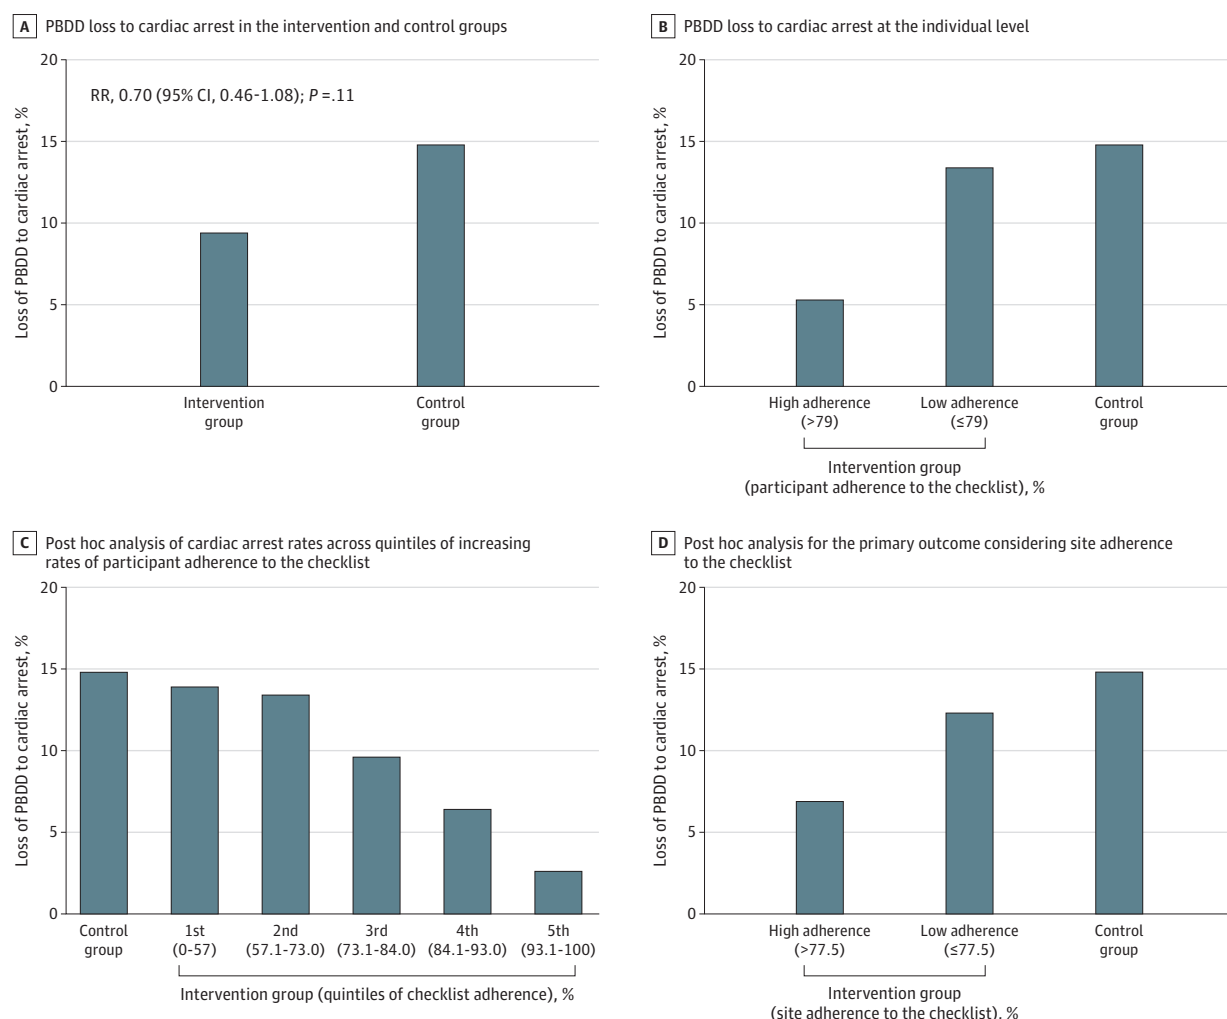 A PBDD loss to cardiac arrest in the intervention and control groups
Loss of PBDD to cardiac arrest, %
20
15
10
5
0
RR, 0.70 (95% CI, 0.46-1.08); P =.11
Intervention
group
Control
group
B PBDD loss to cardiac arrest at the individual level
Loss of PBDD to cardiac arrest, %
20
15
10
5
0
High adherence
(>79)
Low adherence
(≤79)
Control
group
Intervention group
(participant adherence to the checklist), %
C Post hoc analysis of cardiac arrest rates across quintiles of increasing
rates of participant adherence to the checklist
Loss of PBDD to cardiac arrest, %
20
15
10
5
0
Control
group
1st
(0-57)
2nd
(57.1-73.0)
3rd
(73.1-84.0)
4th
(84.1-93.0)
5th
(93.1-100)
Intervention group (quintiles of checklist adherence), %
D Post hoc analysis for the primary outcome considering site adherence
to the checklist
Loss of PBDD to cardiac arrest, %
20
15
10
5
0
High adherence
(>77.5)
Low adherence
(≤77.5)
Control
group
Intervention group
(site adherence to the checklist), %